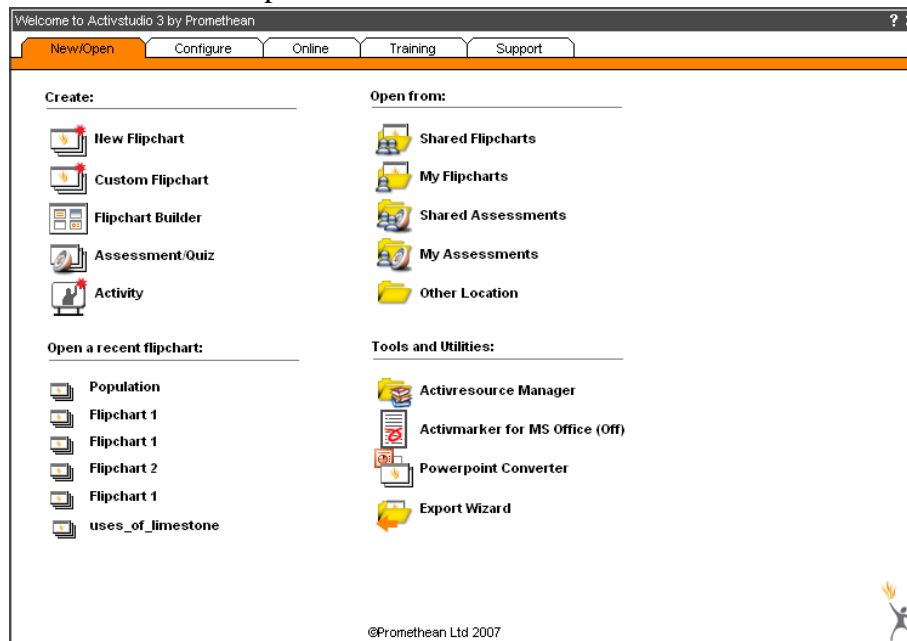 Welcome to Activstudio 3 by Promethean ?
New/Open Configure Online Training Support
Create:
New Flipchart
Custom Flipchart
Flipchart Builder
Assessment/Quiz
Activity
Open from:
Shared Flipcharts
My Flipcharts
Shared Assessments
My Assessments
Other Location
Open a recent flipchart:
Population
Flipchart 1
Flipchart 1
Flipchart 2
Flipchart 1
uses_of_limestone
Tools and Utilities:
Activresource Manager
Activmarker for MS Office (Off)
Powerpoint Converter
Export Wizard
©Promethean Ltd 2007